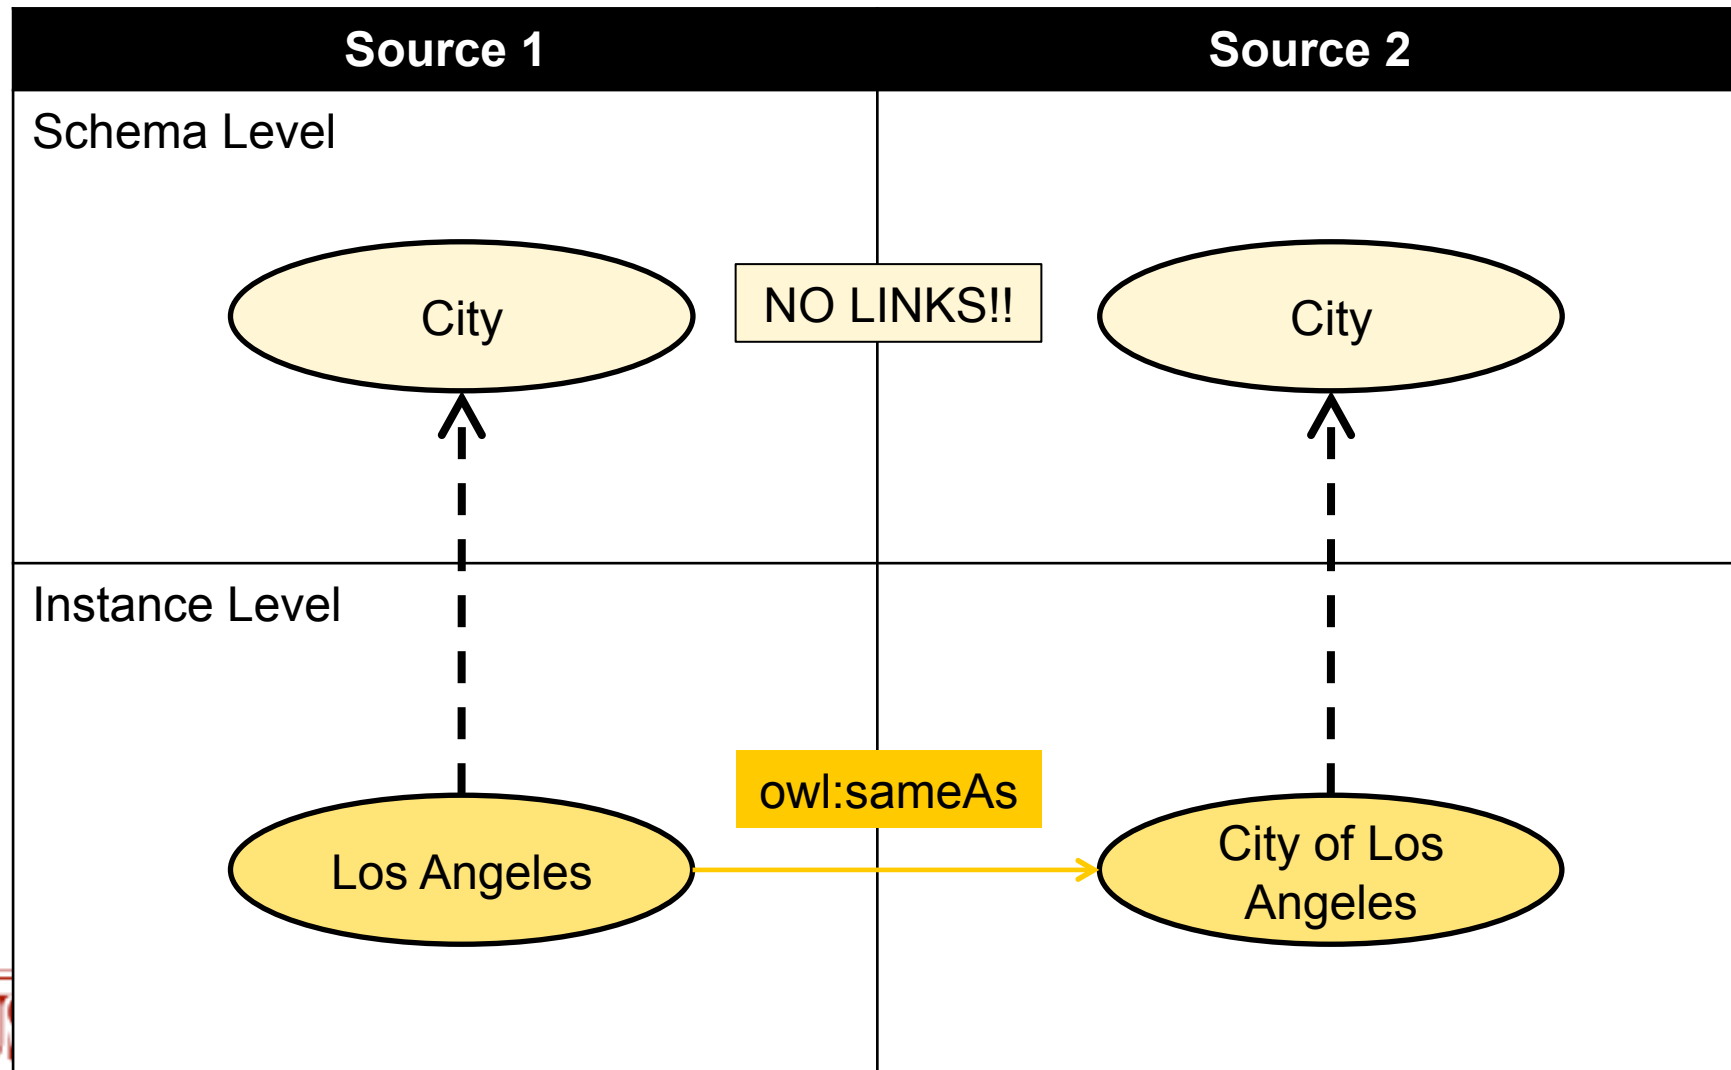 Source 1
Source 2
Schema Level
City
NO LINKS!!
City
Instance Level
owl:sameAs
Los Angeles
City of Los
Angeles